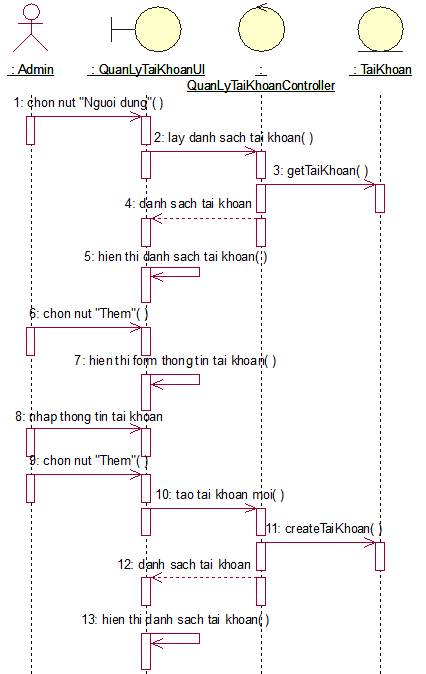 : Admin
: QuanLyTaiKhoanUI
:
QuanLyTaiKhoanController
: TaiKhoan
1: chon nut "Nguoi dung"( )
2: lay danh sach tai khoan( )
3: getTaiKhoan( )
4: danh sach tai khoan
5: hien thi danh sach tai khoan( )
6: chon nut "Them"( )
7: hien thi form thong tin tai khoan( )
8: nhap thong tin tai khoan
9: chon nut "Them"( )
10: tao tai khoan moi( )
11: createTaiKhoan( )
12: danh sach tai khoan
13: hien thi danh sach tai khoan( )